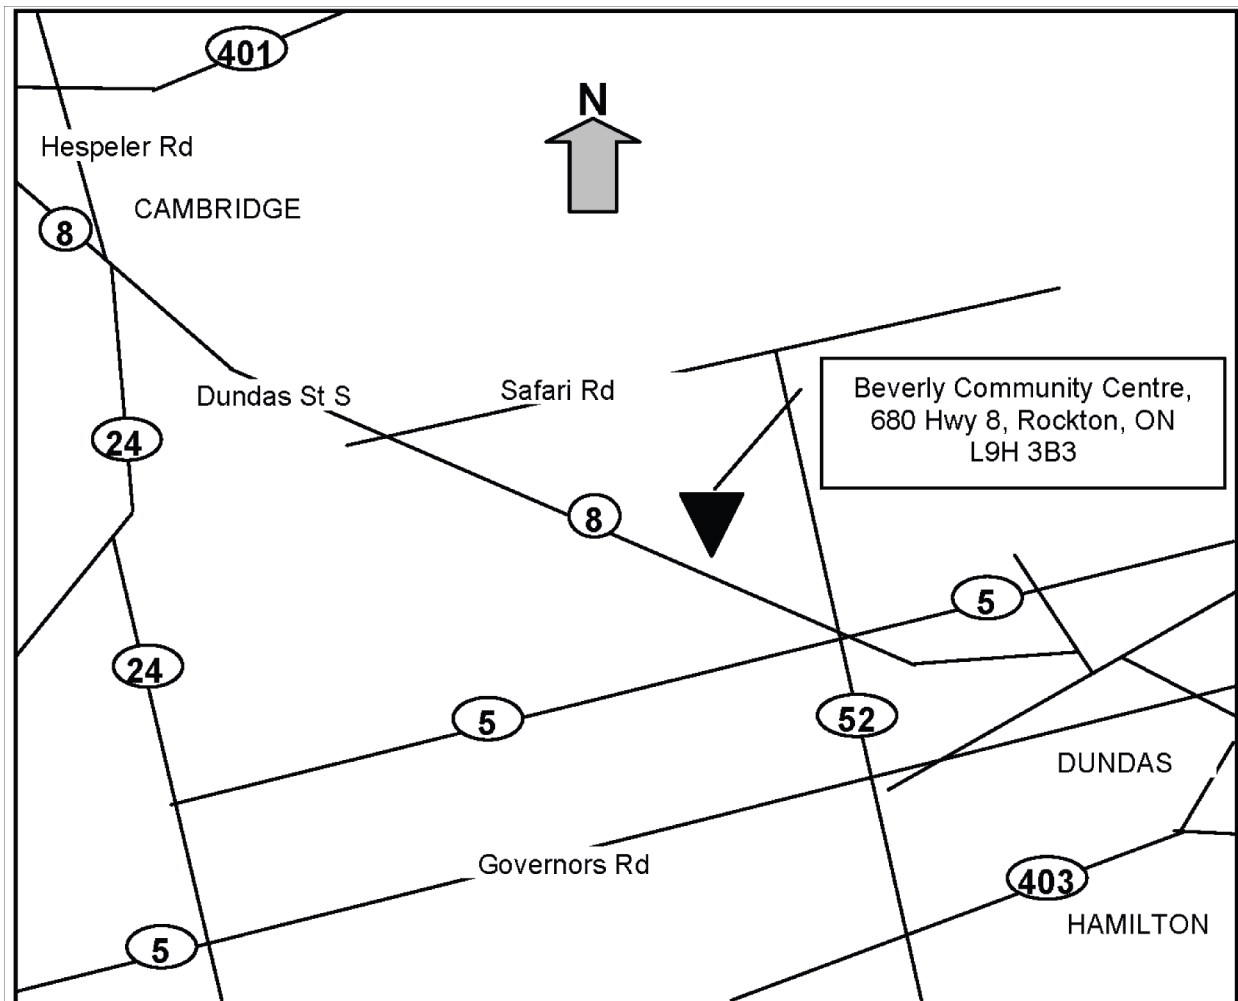 401
N
Hespeler Rd
CAMBRIDGE
8
Dundas St S
Safari Rd
Beverly Community Centre,
680 Hwy 8, Rockton, ON
L9H 3B3
24
8
5
24
5
52
DUNDAS
Governors Rd
403
HAMILTON
5